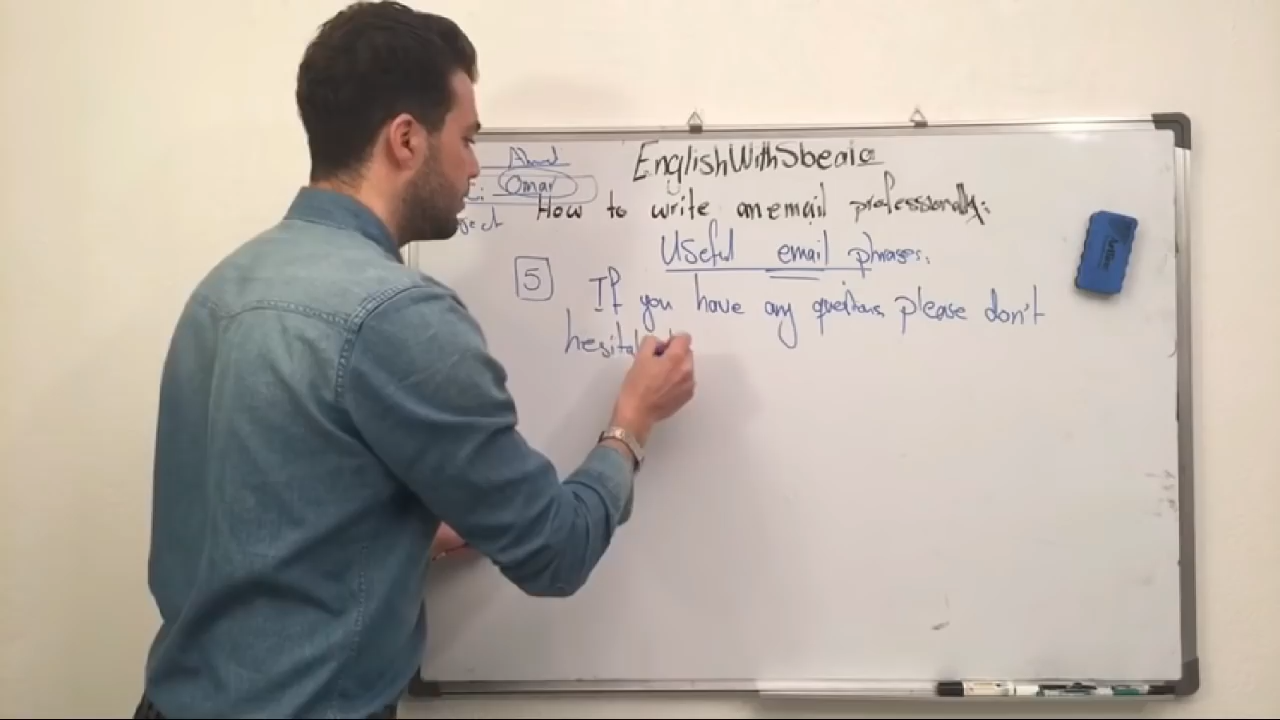 EnglishWithSbeaia
Ahmad
Omar
How to write an email professionally:
Useful email phrases.
5
If you have any questions please don't